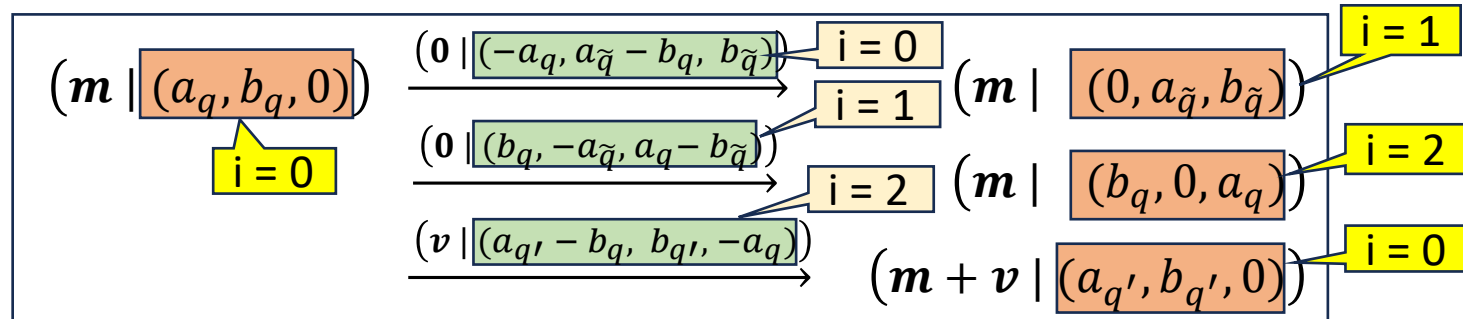 (0 | (−a_q, a_q̃ − b_q, b_q̃)) i = 0 i = 1
(m | (a_q, b_q, 0)) (m | (0, a_q̃, b_q̃))
i = 0 (0 | (b_q, −a_q̃, a_q − b_q̃)) i = 1
(m | (b_q, 0, a_q)) i = 2
(v | (a_q′ − b_q, b_q′, −a_q)) i = 2
(m + v | (a_q′, b_q′, 0)) i = 0